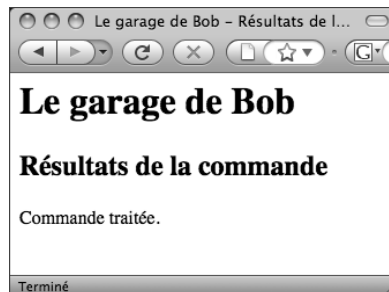 Le garage de Bob – Résultats de l...
G
Le garage de Bob
Résultats de la commande
Commande traitée.
Terminé